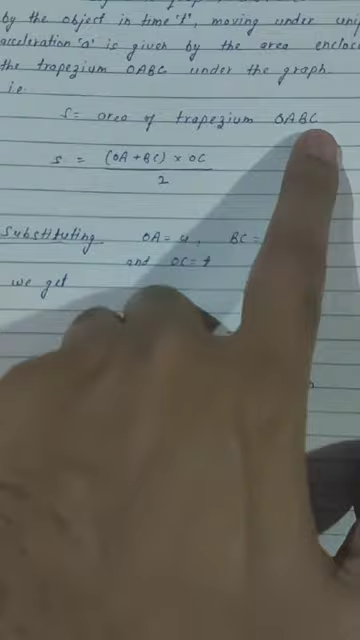 by the object in time 't', moving under
acceleration 'a' is given by the area
the trapezium OABC under the graph.
i.e.
S = area of trapezium OABC
s = (OA + BC) × OC
2
Substituting OA = u, BC =
and OC = t
we get